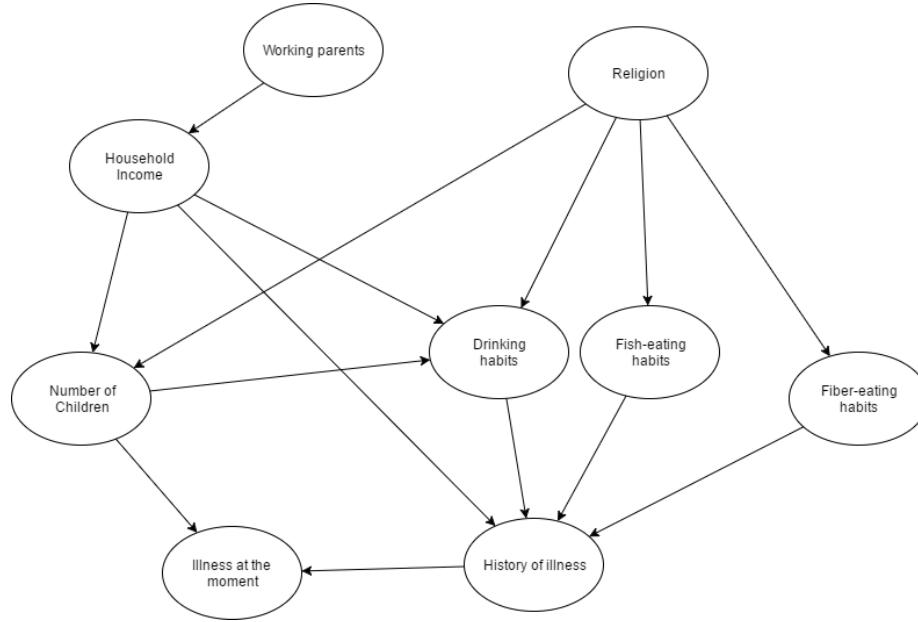 Working parents
Religion
Household
Income
Drinking
habits
Fish-eating
habits
Number of
Children
Fiber-eating
habits
Illness at the
moment
History of illness